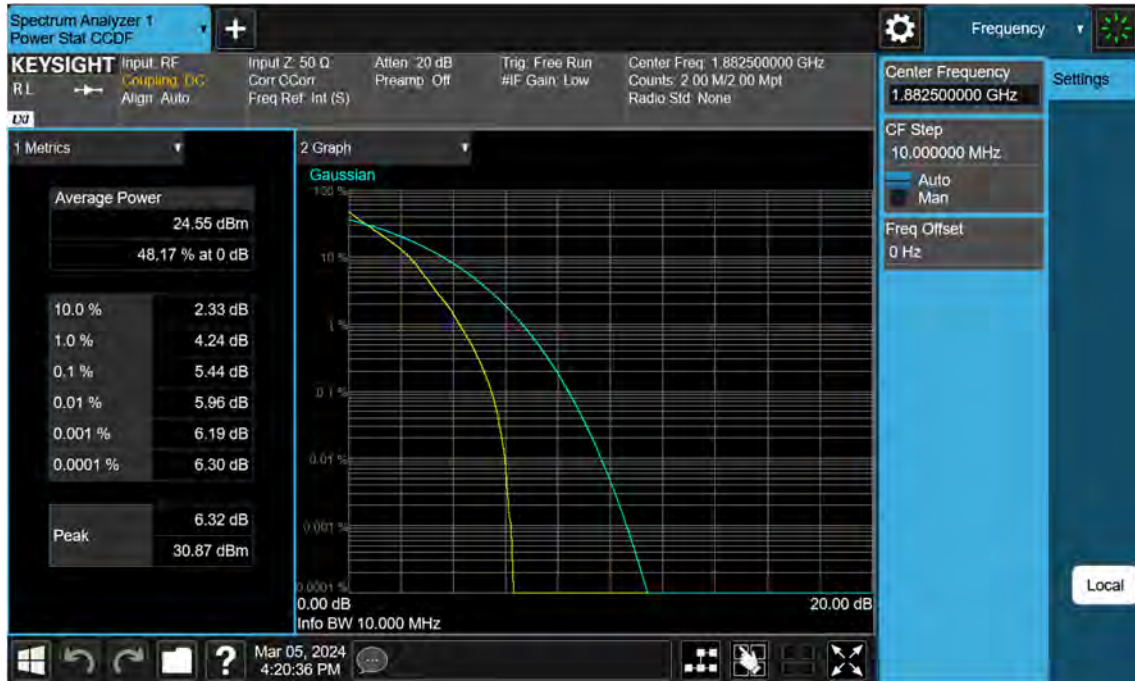 Spectrum Analyzer 1
Power Stat CCDF
Frequency
KEYSIGHT
RL
LXI
Input: RF
Coupling: DC
Align: Auto
Input Z: 50 Ω
Corr CCorr
Freq Ref: Int (S)
Atten: 20 dB
Preamp: Off
Trig: Free Run
#IF Gain: Low
Center Freq: 1.882500000 GHz
Counts: 2.00 M/2.00 Mpt
Radio Std: None
Center Frequency
1.882500000 GHz
Settings
CF Step
10.000000 MHz
Auto
Man
Freq Offset
0 Hz
1 Metrics
Average Power
24.55 dBm
48.17 % at 0 dB
10.0 % 2.33 dB
1.0 % 4.24 dB
0.1 % 5.44 dB
0.01 % 5.96 dB
0.001 % 6.19 dB
0.0001 % 6.30 dB
Peak
6.32 dB
30.87 dBm
2 Graph
Gaussian
100 %
10 %
1 %
0.1 %
0.01 %
0.001 %
0.0001 %
0.00 dB 20.00 dB
Info BW 10.000 MHz
Local
?
Mar 05, 2024
4:20:36 PM